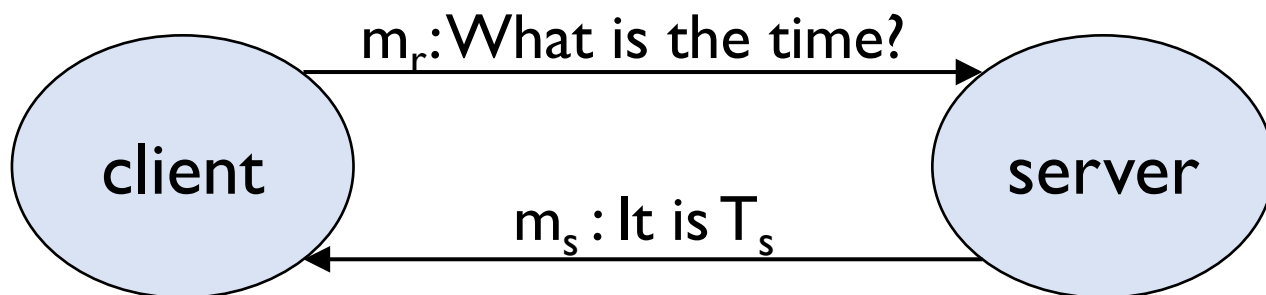 mᵣ: What is the time?
client
server
mₛ : It is Tₛ